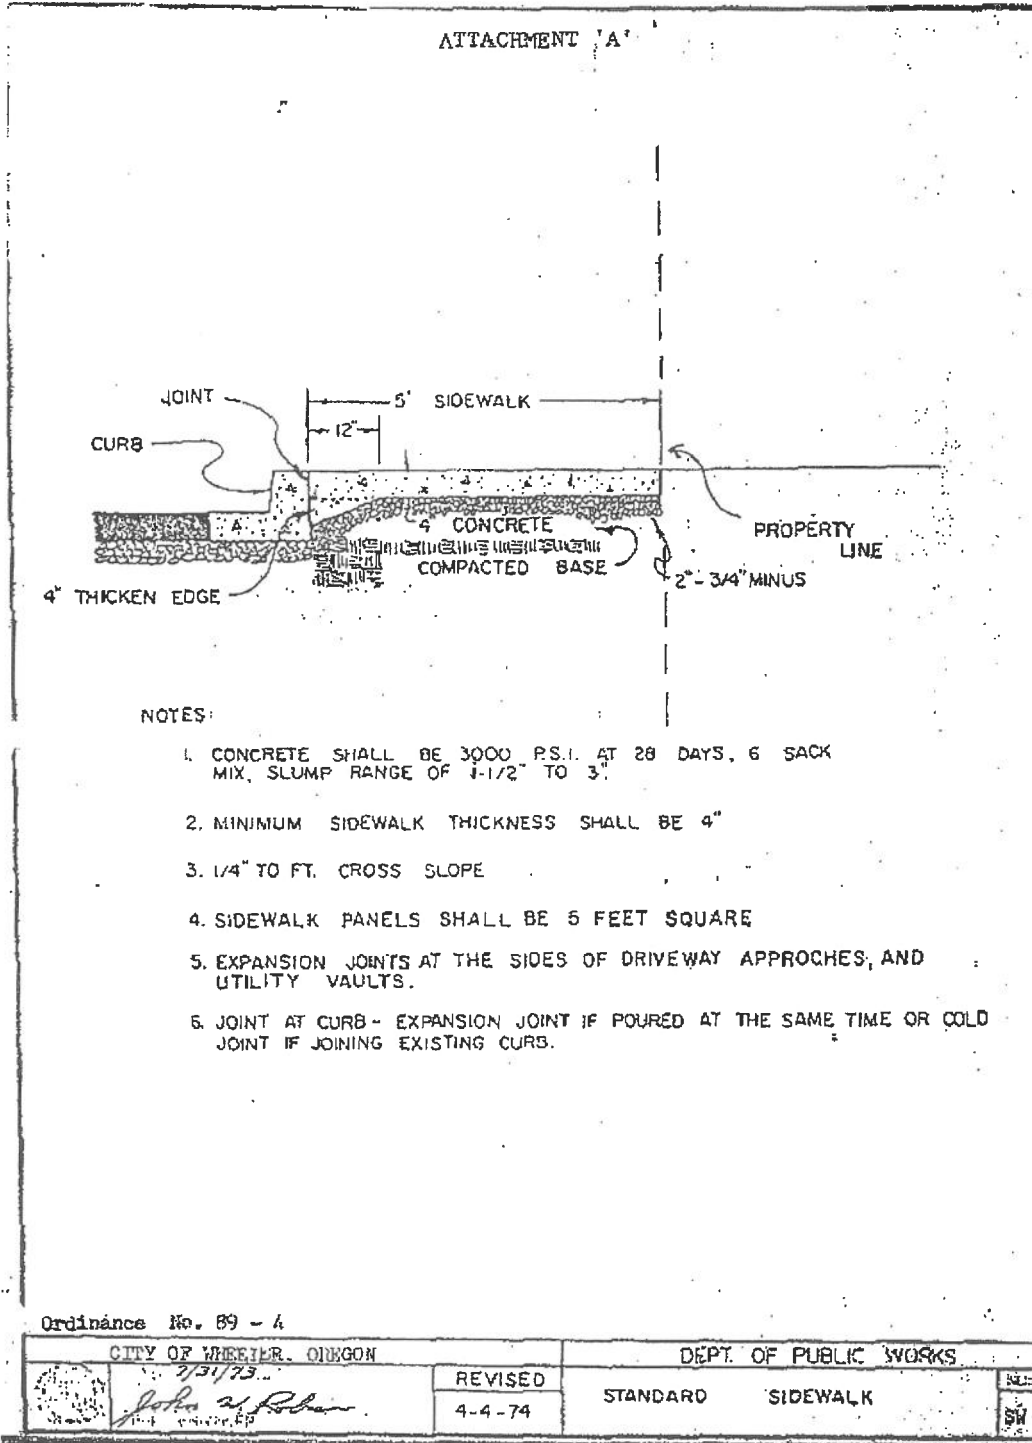 ATTACHMENT 'A'
JOINT
5' SIDEWALK
12"
CURB
4" CONCRETE
PROPERTY
LINE
COMPACTED BASE
2"- 3/4" MINUS
4" THICKEN EDGE
NOTES:
1. CONCRETE SHALL BE 3000 P.S.I. AT 28 DAYS, 6 SACK
MIX, SLUMP RANGE OF 1-1/2" TO 3".
2. MINIMUM SIDEWALK THICKNESS SHALL BE 4"
3. 1/4" TO FT. CROSS SLOPE
4. SIDEWALK PANELS SHALL BE 5 FEET SQUARE
5. EXPANSION JOINTS AT THE SIDES OF DRIVEWAY APPROCHES, AND
UTILITY VAULTS.
6. JOINT AT CURB - EXPANSION JOINT IF POURED AT THE SAME TIME OR COLD
JOINT IF JOINING EXISTING CURB.
Ordinance No. 89 - 4
CITY OF WHEELER, OREGON
DEPT. OF PUBLIC WORKS
7/31/73
John
REVISED
4-4-74
STANDARD SIDEWALK
SW